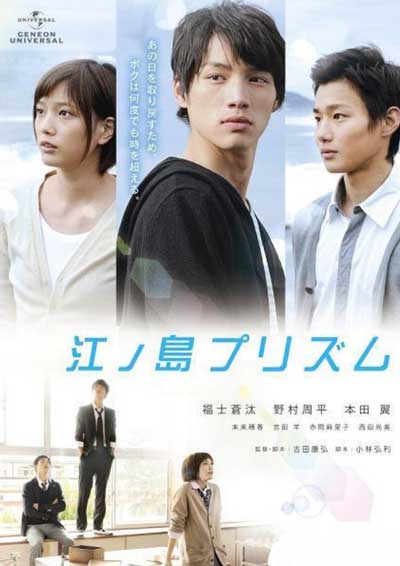 UNIVERSAL
GENEON
UNIVERSAL
あの日を取り戻すため、
ボクは何度でも時を超える。
江ノ島プリズム
福士蒼汰 野村周平 本田 翼
未来穂香 吉田 羊 赤間麻里子 西田尚美
監督・脚本：吉田康弘 脚本：小林弘利